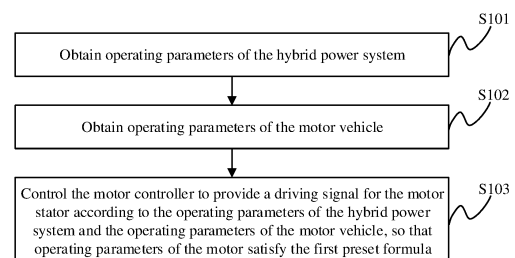 S101
Obtain operating parameters of the hybrid power system
S102
Obtain operating parameters of the motor vehicle
S103
Control the motor controller to provide a driving signal for the motor
stator according to the operating parameters of the hybrid power
system and the operating parameters of the motor vehicle, so that
operating parameters of the motor satisfy the first preset formula